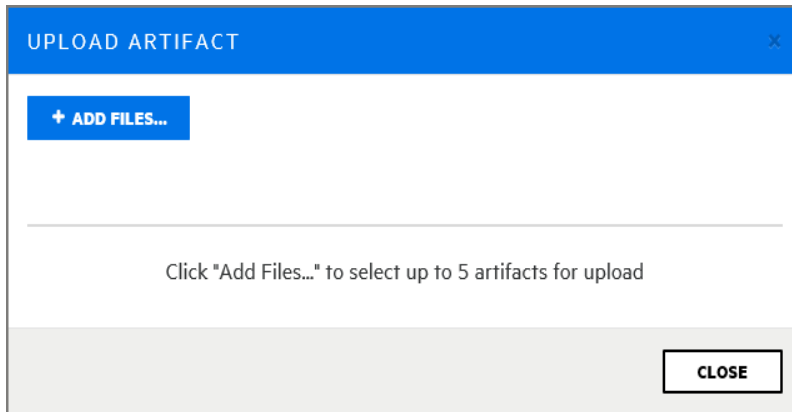 UPLOAD ARTIFACT ×
+ ADD FILES...
Click "Add Files..." to select up to 5 artifacts for upload
CLOSE